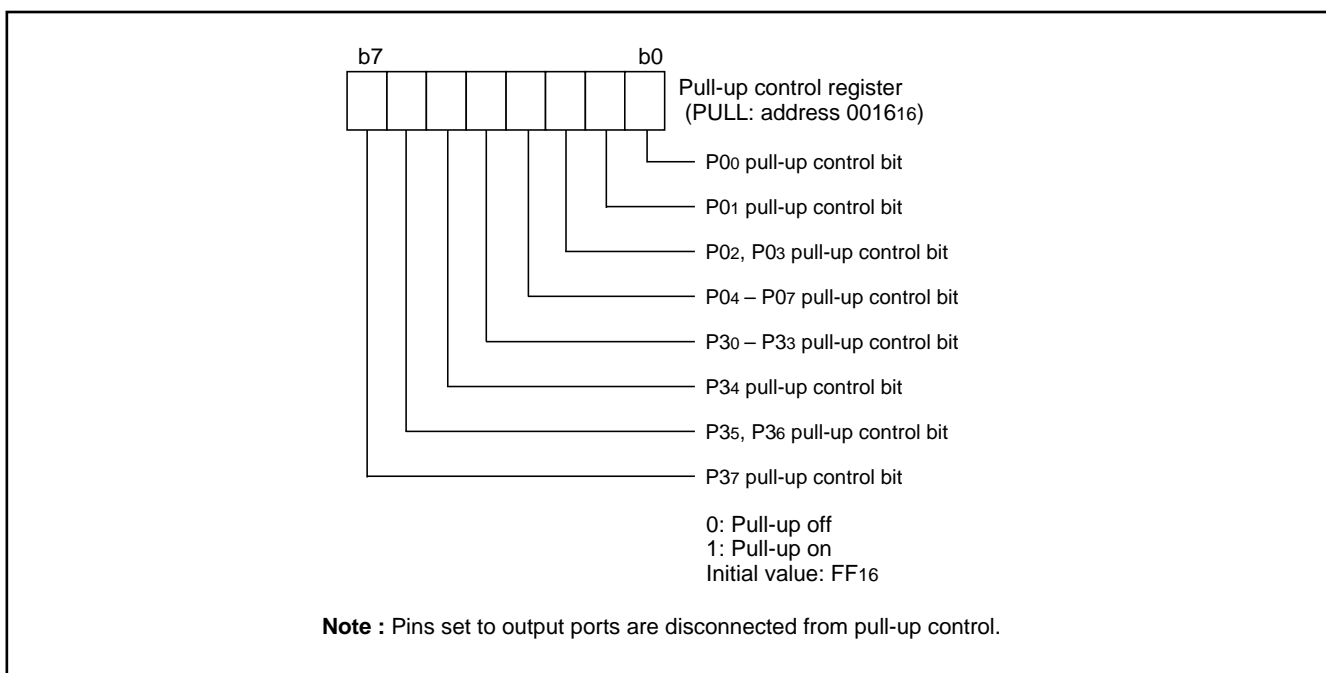 b7 b0
Pull-up control register
(PULL: address 001616)
P00 pull-up control bit
P01 pull-up control bit
P02, P03 pull-up control bit
P04 – P07 pull-up control bit
P30 – P33 pull-up control bit
P34 pull-up control bit
P35, P36 pull-up control bit
P37 pull-up control bit
0: Pull-up off
1: Pull-up on
Initial value: FF16
Note : Pins set to output ports are disconnected from pull-up control.